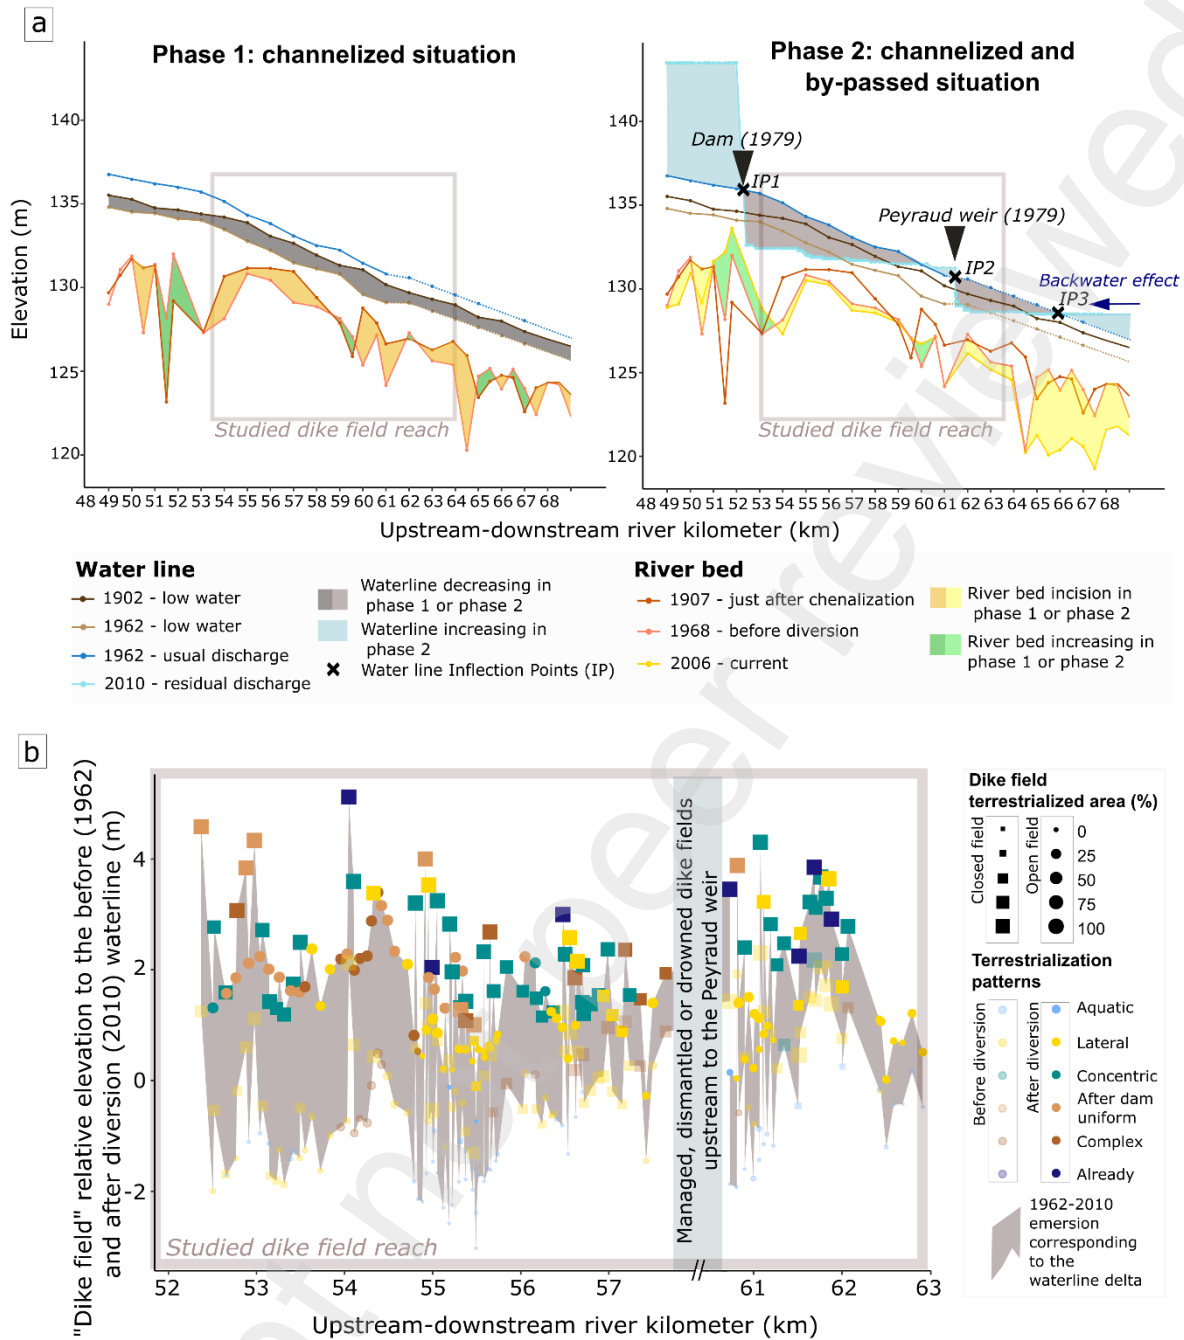 a
Phase 1: channelized situation
Phase 2: channelized and
by-passed situation
Elevation (m)
140
135
130
125
120
48 49 50 51 52 53 54 55 56 57 58 59 60 61 62 63 64 65 66 67 68
Studied dike field reach
140
135
130
125
120
48 49 50 51 52 53 54 55 56 57 58 59 60 61 62 63 64 65 66 67 68
Dam (1979)
IP1
Peyraud weir (1979)
IP2
Backwater effect
IP3
Studied dike field reach
Upstream-downstream river kilometer (km)
Water line
1902 - low water
1962 - low water
1962 - usual discharge
2010 - residual discharge
Waterline decreasing in
phase 1 or phase 2
Waterline increasing in
phase 2
Water line Inflection Points (IP)
River bed
1907 - just after chenalization
1968 - before diversion
2006 - current
River bed incision in
phase 1 or phase 2
River bed increasing in
phase 1 or phase 2
b
"Dike field" relative elevation to the before (1962)
and after diversion (2010) waterline (m)
4
2
0
-2
52 53 54 55 56 57 61 62 63
//
Managed, dismantled or drowned dike fields
upstream to the Peyraud weir
Studied dike field reach
Upstream-downstream river kilometer (km)
Dike field
terrestrialized area (%)
Closed field
Open field
0
25
50
75
100
Terrestrialization
patterns
Before diversion
After diversion
Aquatic
Lateral
Concentric
After dam
uniform
Complex
Already
1962-2010
emersion
corresponding
to the
waterline delta
not peer reviewed